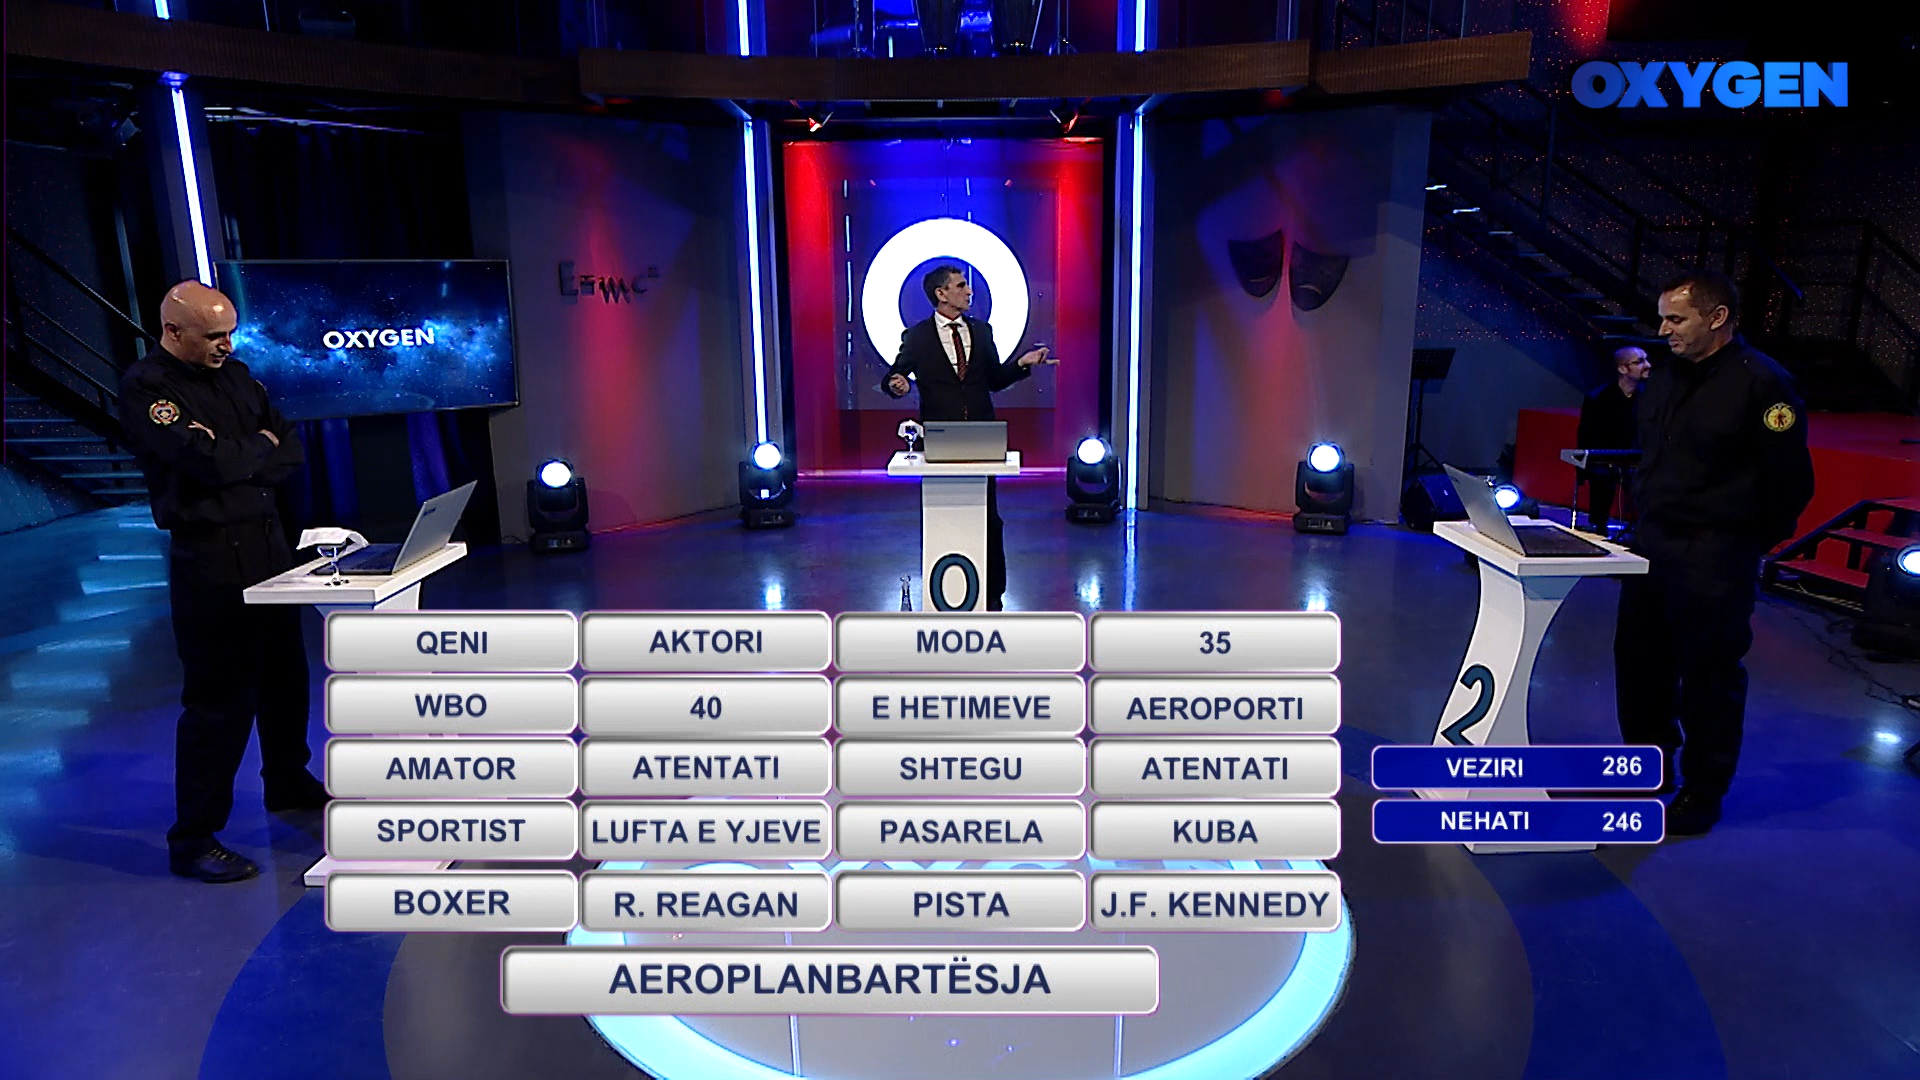 OXYGEN
OXYGEN
E=mc²
O
2
QENI AKTORI MODA 35
WBO 40 E HETIMEVE AEROPORTI
AMATOR ATENTATI SHTEGU ATENTATI
SPORTIST LUFTA E YJEVE PASARELA KUBA
BOXER R. REAGAN PISTA J.F. KENNEDY
AEROPLANBARTËSJA
VEZIRI 286
NEHATI 246